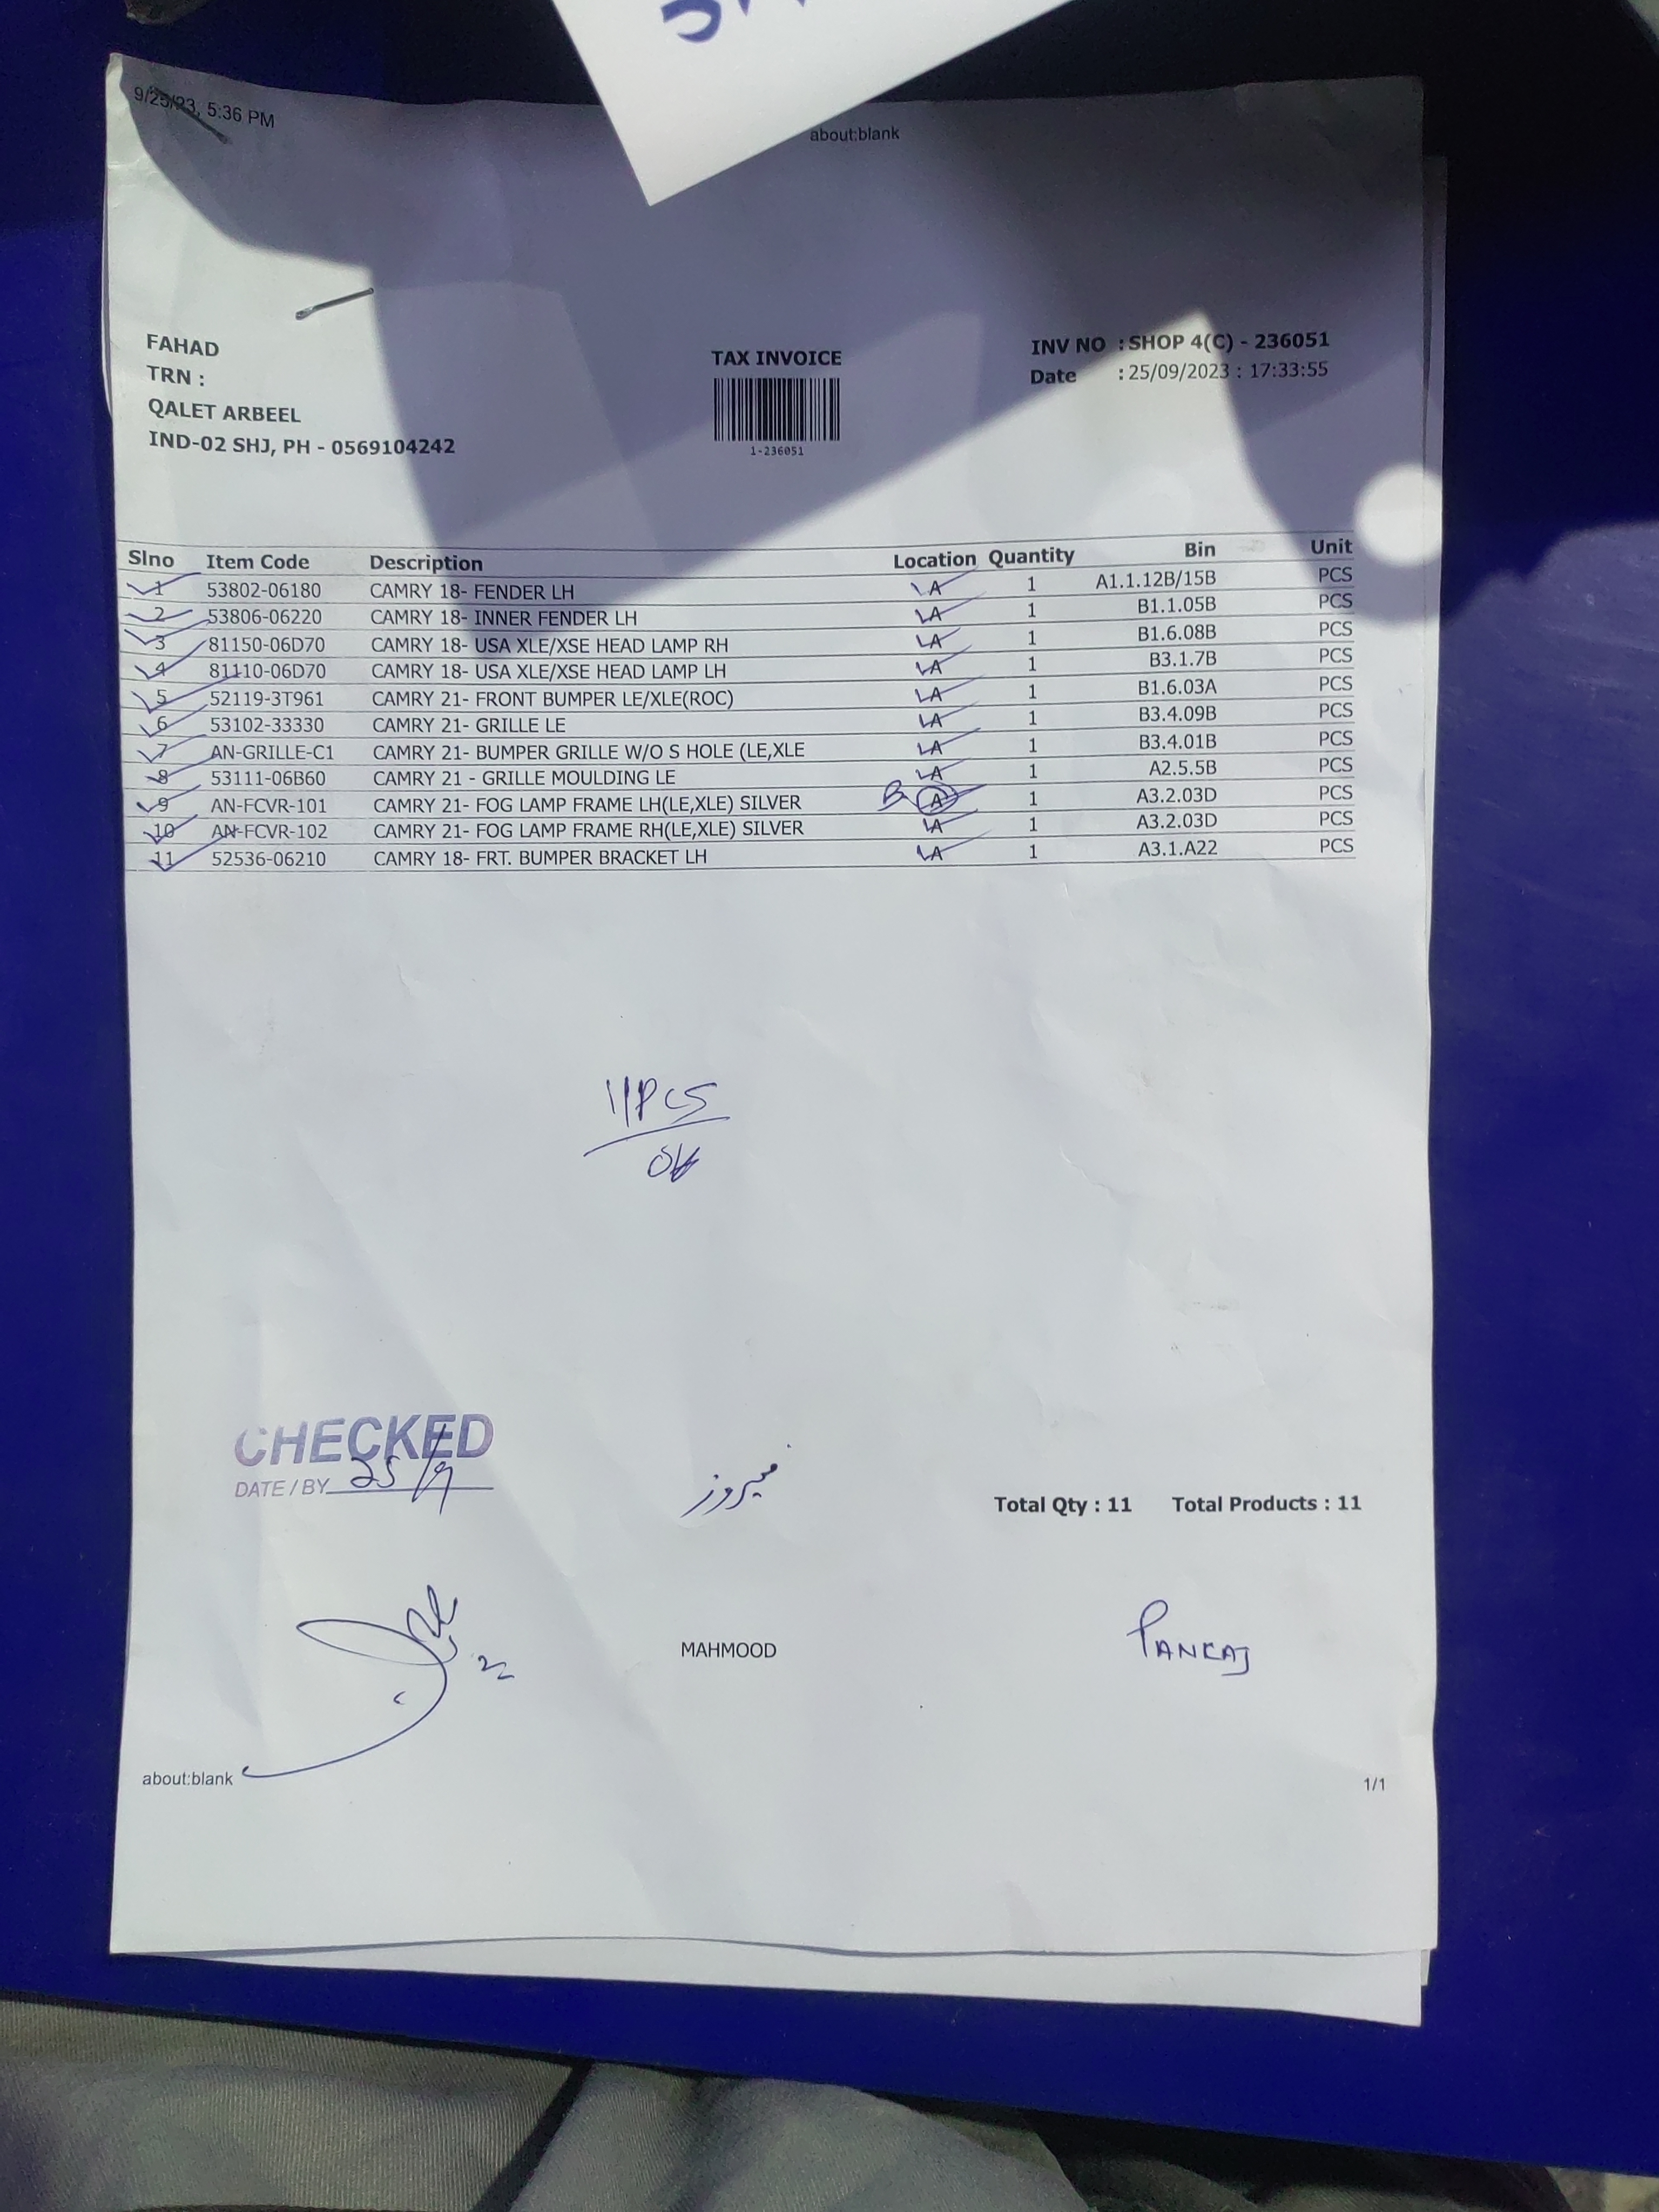 9/25/23, 5:36 PM
about:blank
FAHAD
TRN :
QALET ARBEEL
IND-02 SHJ, PH - 0569104242
TAX INVOICE
1-236051
INV NO : SHOP 4(C) - 236051
Date : 25/09/2023 : 17:33:55
Slno Item Code Description Location Quantity Bin Unit
1 53802-06180 CAMRY 18- FENDER LH A 1 A1.1.12B/15B PCS
2 53806-06220 CAMRY 18- INNER FENDER LH A 1 B1.1.05B PCS
3 81150-06D70 CAMRY 18- USA XLE/XSE HEAD LAMP RH A 1 B1.6.08B PCS
4 81110-06D70 CAMRY 18- USA XLE/XSE HEAD LAMP LH A 1 B3.1.7B PCS
5 52119-3T961 CAMRY 21- FRONT BUMPER LE/XLE(ROC) A 1 B1.6.03A PCS
6 53102-33330 CAMRY 21- GRILLE LE A 1 B3.4.09B PCS
7 AN-GRILLE-C1 CAMRY 21- BUMPER GRILLE W/O S HOLE (LE,XLE A 1 B3.4.01B PCS
8 53111-06B60 CAMRY 21 - GRILLE MOULDING LE A 1 A2.5.5B PCS
9 AN-FCVR-101 CAMRY 21- FOG LAMP FRAME LH(LE,XLE) SILVER B A 1 A3.2.03D PCS
10 AN-FCVR-102 CAMRY 21- FOG LAMP FRAME RH(LE,XLE) SILVER A 1 A3.2.03D PCS
11 52536-06210 CAMRY 18- FRT. BUMPER BRACKET LH A 1 A3.1.A22 PCS
11PCS
OK
CHECKED
DATE / BY 25/9
Total Qty : 11 Total Products : 11
MAHMOOD
PANKAJ
about:blank
1/1